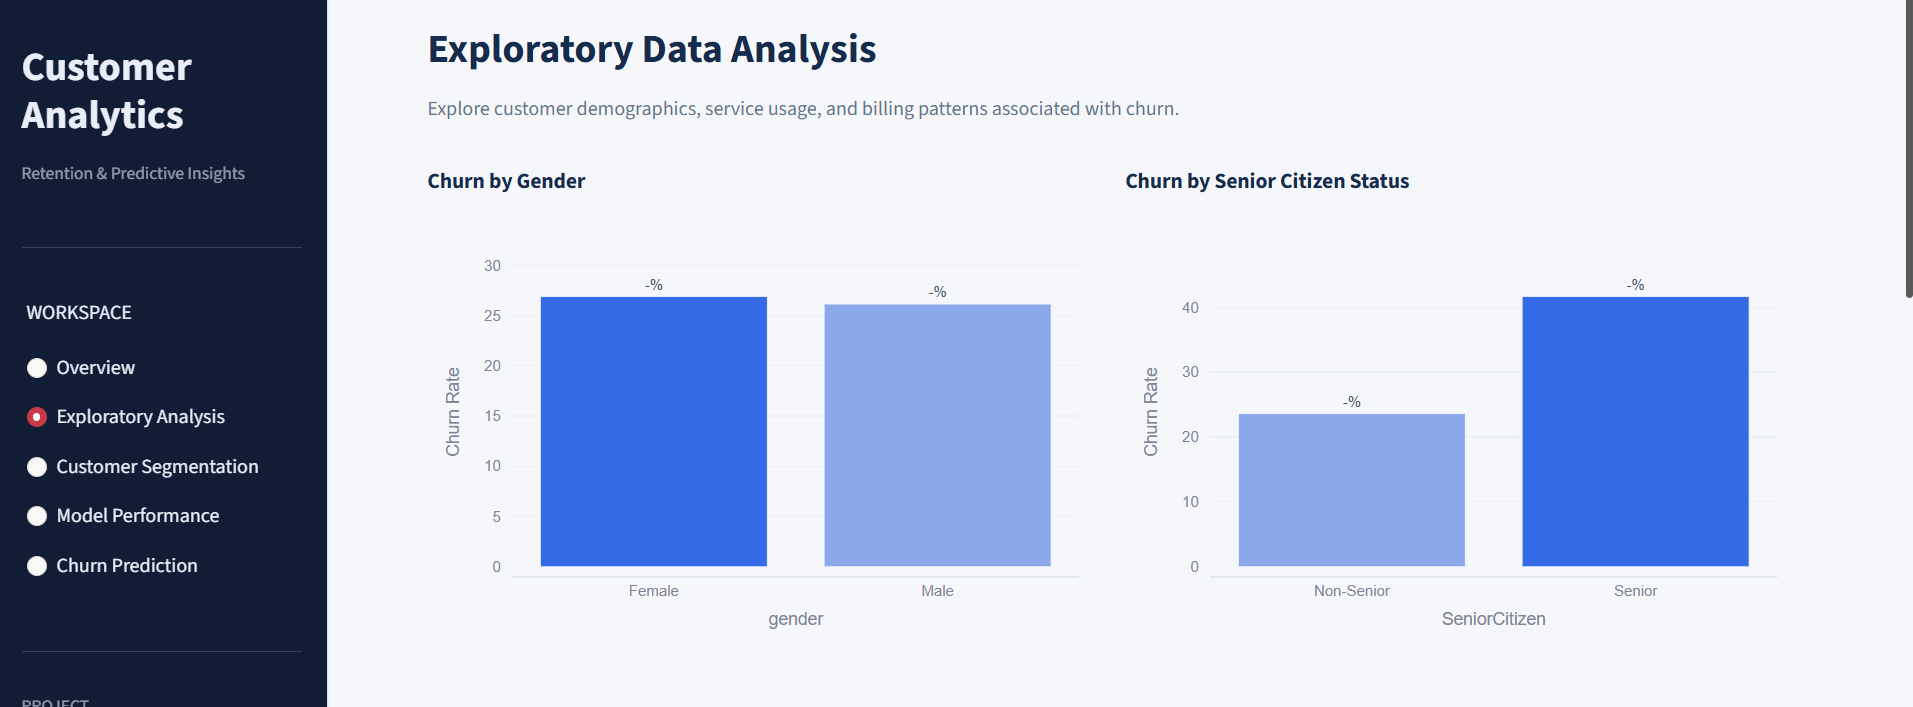 Customer
Analytics
Retention & Predictive Insights
WORKSPACE
Overview
Exploratory Analysis
Customer Segmentation
Model Performance
Churn Prediction
PROJECT
Exploratory Data Analysis
Explore customer demographics, service usage, and billing patterns associated with churn.
Churn by Gender
30
25
20
15
10
5
0
Churn Rate
-%
-%
Female
Male
gender
Churn by Senior Citizen Status
40
30
20
10
0
Churn Rate
-%
-%
Non-Senior
Senior
SeniorCitizen